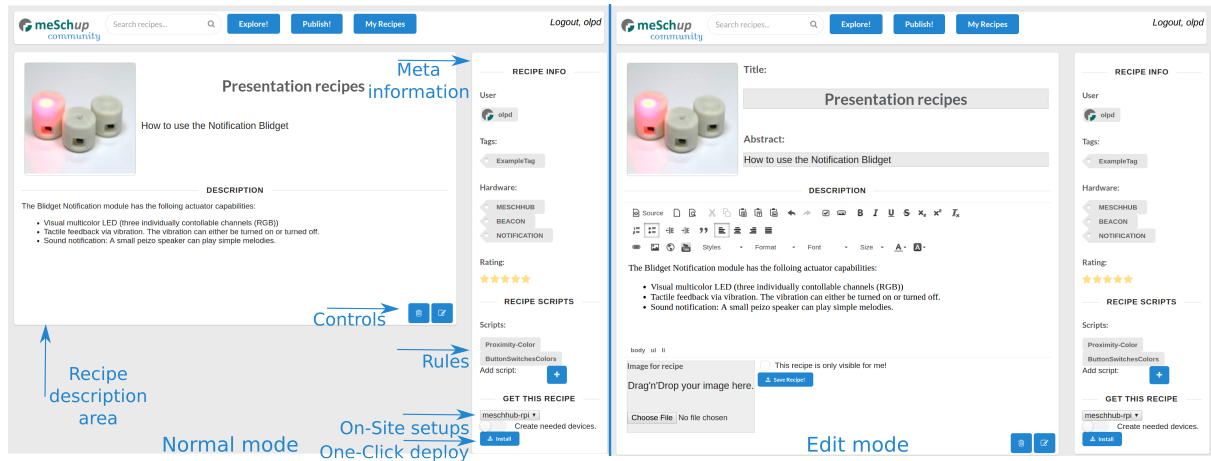 meSchup
community
Search recipes...
Explore!
Publish!
My Recipes
Logout, olpd
Presentation recipes
How to use the Notification Blidget
DESCRIPTION
The Blidget Notification module has the folloing actuator capabilities:
Visual multicolor LED (three individually contollable channels (RGB))
Tactile feedback via vibration. The vibration can either be turned on or turned off.
Sound notification: A small peizo speaker can play simple melodies.
Meta
information
Controls
Rules
Recipe
description
area
On-Site setups
One-Click deploy
Normal mode
RECIPE INFO
User
olpd
Tags:
ExampleTag
Hardware:
MESCHHUB
BEACON
NOTIFICATION
Rating:
RECIPE SCRIPTS
Scripts:
Proximity-Color
ButtonSwitchesColors
Add script:
GET THIS RECIPE
meschhub-rpi
Create needed devices.
Install
meSchup
community
Search recipes...
Explore!
Publish!
My Recipes
Logout, olpd
Title:
Presentation recipes
Abstract:
How to use the Notification Blidget
DESCRIPTION
Source B I U S x₂ x² Tx
Styles Format Font Size A A
The Blidget Notification module has the folloing actuator capabilities:
Visual multicolor LED (three individually contollable channels (RGB))
Tactile feedback via vibration. The vibration can either be turned on or turned off.
Sound notification: A small peizo speaker can play simple melodies.
body ul li
Image for recipe
Drag'n'Drop your image here.
Choose File No file chosen
This recipe is only visible for me!
Save Recipe!
Edit mode
RECIPE INFO
User
olpd
Tags:
ExampleTag
Hardware:
MESCHHUB
BEACON
NOTIFICATION
Rating:
RECIPE SCRIPTS
Scripts:
Proximity-Color
ButtonSwitchesColors
Add script:
GET THIS RECIPE
meschhub-rpi
Create needed devices.
Install